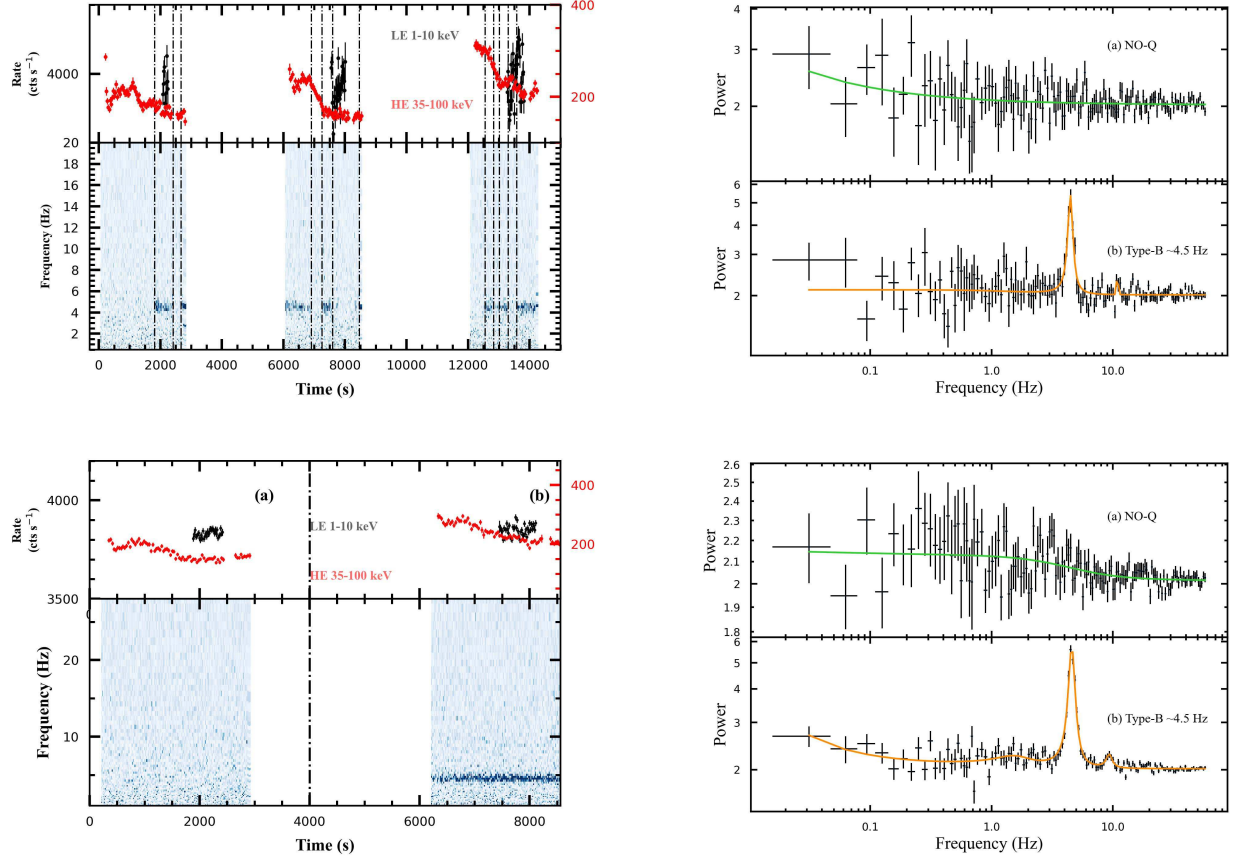 400
4
Rate
(cts s⁻¹)
4000
LE 1-10 keV
HE 35-100 keV
200
Power
3
2
(a) NO-Q
20
18
16
14
12
10
8
6
4
2
Frequency (Hz)
6
5
4
3
2
Power
(b) Type-B ~4.5 Hz
0 2000 4000 6000 8000 10000 12000 14000
Time (s)
0.1 1.0 10.0
Frequency (Hz)
Rate
(cts s⁻¹)
4000
3500
(a)
(b)
LE 1-10 keV
HE 35-100 keV
400
200
Power
2.6
2.5
2.4
2.3
2.2
2.1
2
1.9
1.8
(a) NO-Q
Frequency (Hz)
20
10
6
5
4
3
2
Power
(b) Type-B ~4.5 Hz
0 2000 4000 6000 8000
Time (s)
0.1 1.0 10.0
Frequency (Hz)